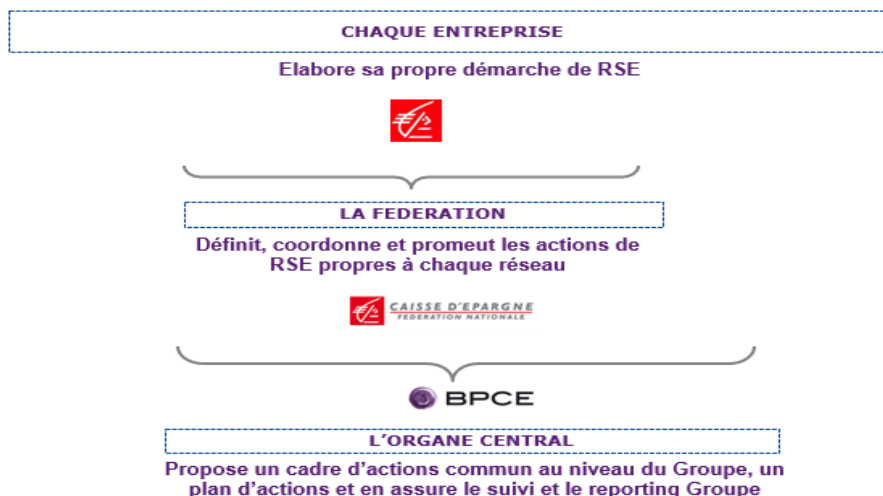 CHAQUE ENTREPRISE
Elabore sa propre démarche de RSE
LA FEDERATION
Définit, coordonne et promeut les actions de
RSE propres à chaque réseau
CAISSE D'EPARGNE
FEDERATION NATIONALE
BPCE
L'ORGANE CENTRAL
Propose un cadre d'actions commun au niveau du Groupe, un
plan d'actions et en assure le suivi et le reporting Groupe